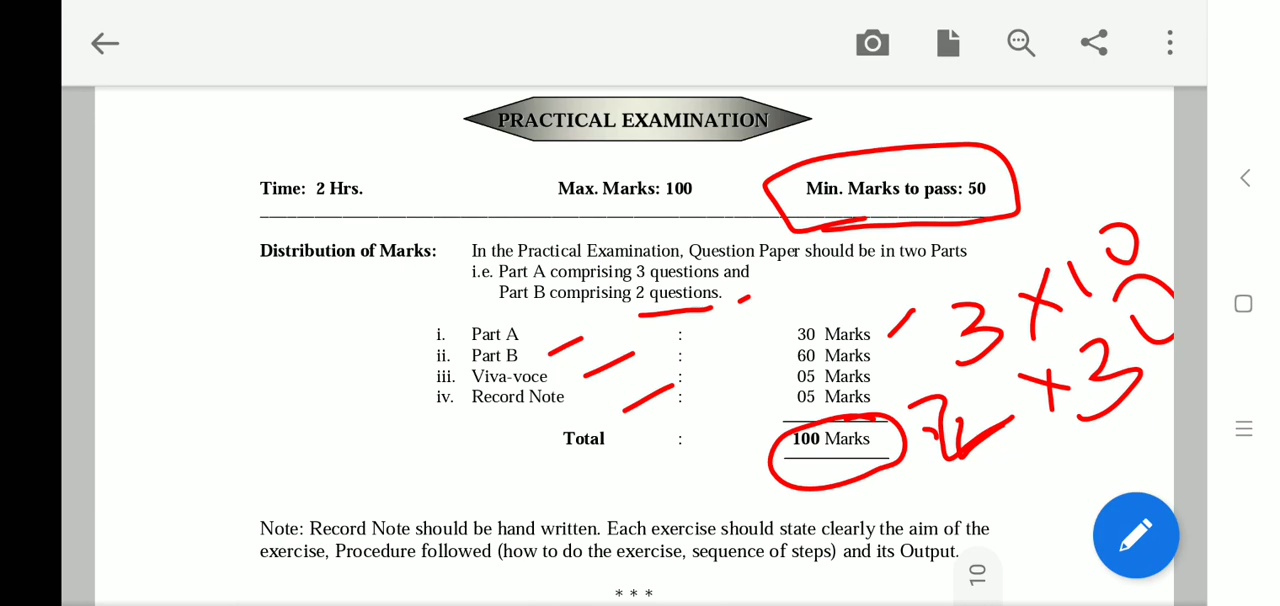 PRACTICAL EXAMINATION
Time: 2 Hrs. Max. Marks: 100 Min. Marks to pass: 50
Distribution of Marks: In the Practical Examination, Question Paper should be in two Parts
i.e. Part A comprising 3 questions and
Part B comprising 2 questions.
i. Part A : 30 Marks
ii. Part B : 60 Marks
iii. Viva-voce : 05 Marks
iv. Record Note : 05 Marks
Total : 100 Marks
3 × 10
2 × 30
Note: Record Note should be hand written. Each exercise should state clearly the aim of the
exercise, Procedure followed (how to do the exercise, sequence of steps) and its Output.
* * *
10